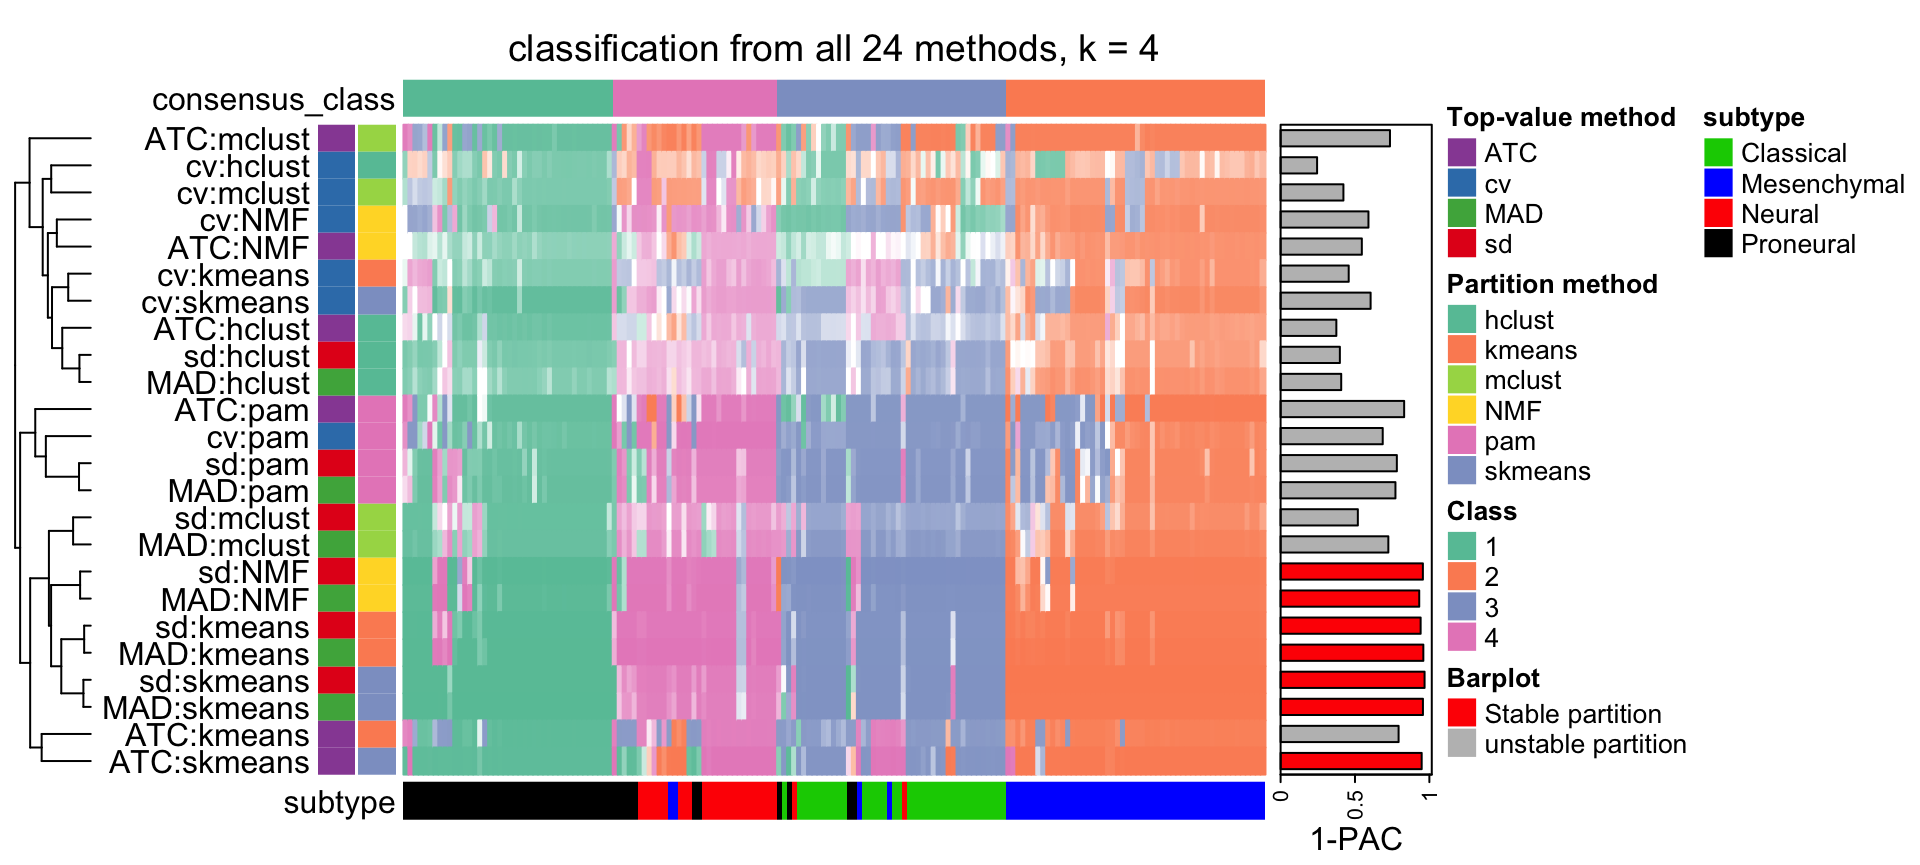 classification from all 24 methods, k = 4
consensus_class
ATC:mclust
cv:hclust
cv:mclust
cv:NMF
ATC:NMF
cv:kmeans
cv:skmeans
ATC:hclust
sd:hclust
MAD:hclust
ATC:pam
cv:pam
sd:pam
MAD:pam
sd:mclust
MAD:mclust
sd:NMF
MAD:NMF
sd:kmeans
MAD:kmeans
sd:skmeans
MAD:skmeans
ATC:kmeans
ATC:skmeans
subtype
0
0.5
1
1-PAC
Top-value method
ATC
cv
MAD
sd
Partition method
hclust
kmeans
mclust
NMF
pam
skmeans
Class
1
2
3
4
Barplot
Stable partition
unstable partition
subtype
Classical
Mesenchymal
Neural
Proneural